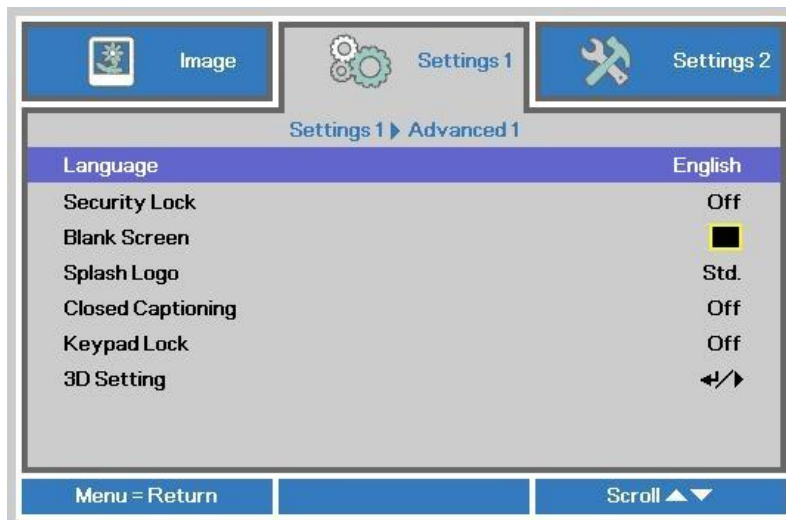 Image
Settings 1
Settings 2
Settings 1 ▶ Advanced 1
Language English
Security Lock Off
Blank Screen
Splash Logo Std.
Closed Captioning Off
Keypad Lock Off
3D Setting ↵/▶
Menu = Return
Scroll ▲▼